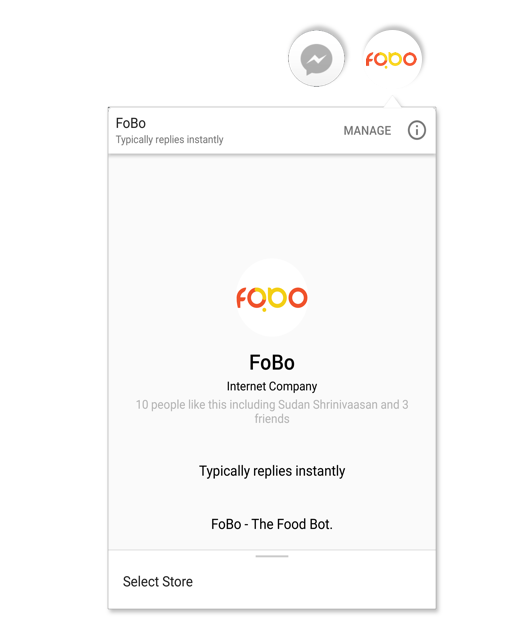 fobo
FoBo
Typically replies instantly
MANAGE
fobo
FoBo
Internet Company
10 people like this including Sudan Shrinivaasan and 3
friends
Typically replies instantly
FoBo - The Food Bot.
Select Store